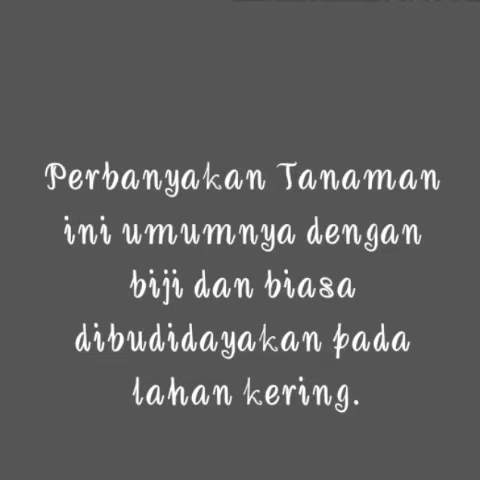 Perbanyakan Tanaman
ini umumnya dengan
biji dan biasa
dibudidayakan pada
lahan kering.